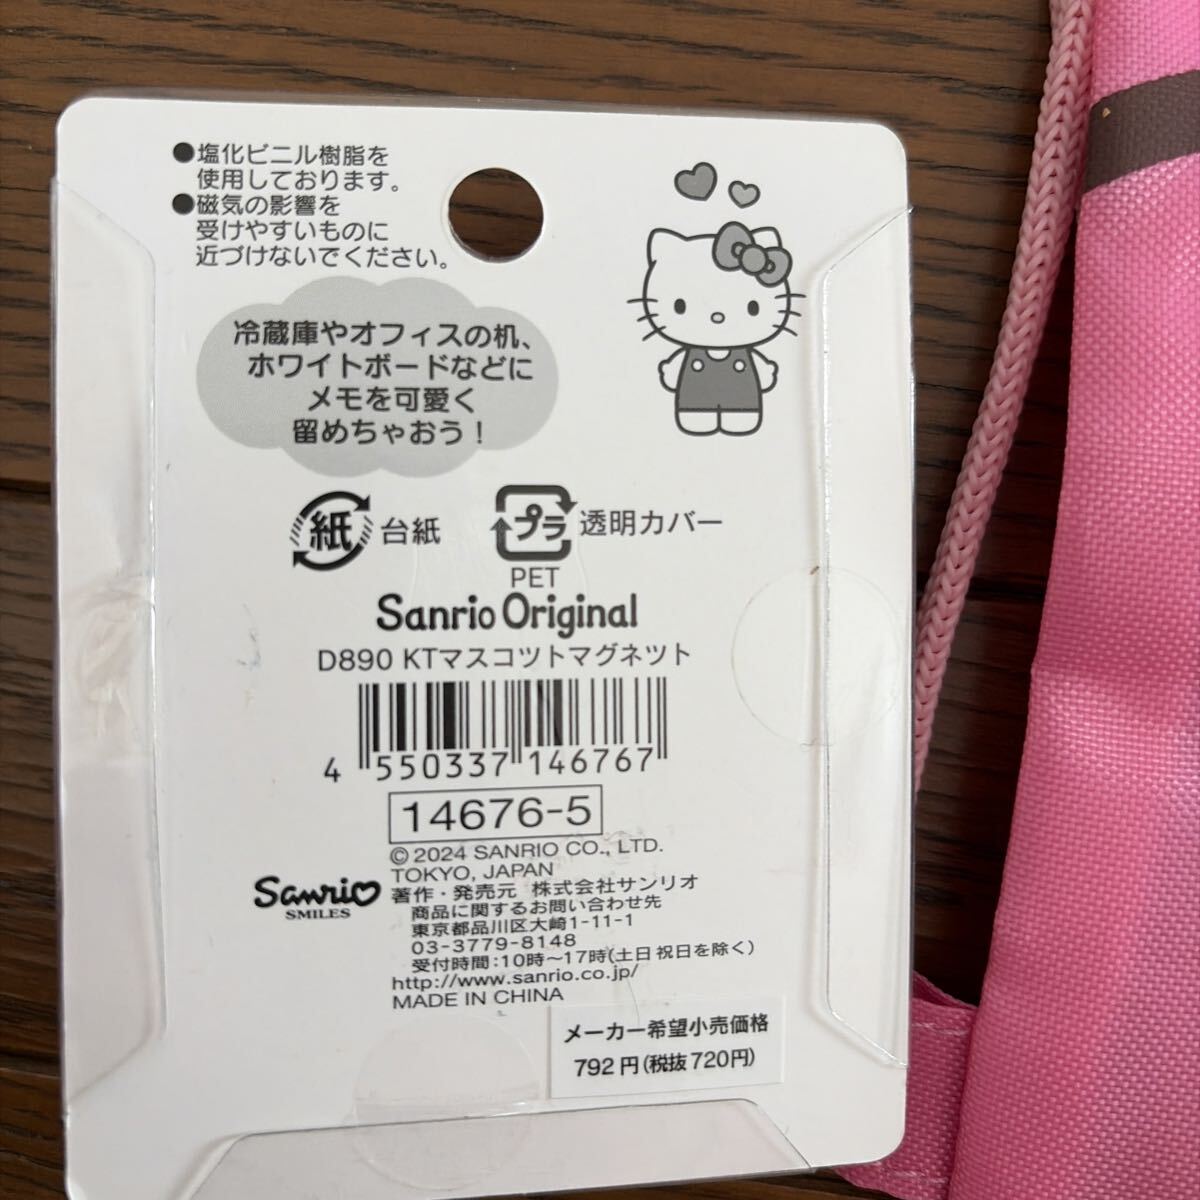 ●塩化ビニル樹脂を
使用しております。
●磁気の影響を
受けやすいものに
近づけないでください。
冷蔵庫やオフィスの机、
ホワイトボードなどに
メモを可愛く
留めちゃおう！
紙 台紙
プラ 透明カバー
PET
Sanrio Original
D890 KTマスコットマグネット
4 550337 146767
14676-5
© 2024 SANRIO CO., LTD.
TOKYO, JAPAN
Sanrio
SMILES
著作・発売元 株式会社サンリオ
商品に関するお問い合わせ先
東京都品川区大崎1-11-1
03-3779-8148
受付時間:10時〜17時(土日祝日を除く)
http://www.sanrio.co.jp/
MADE IN CHINA
メーカー希望小売価格
792円(税抜720円)